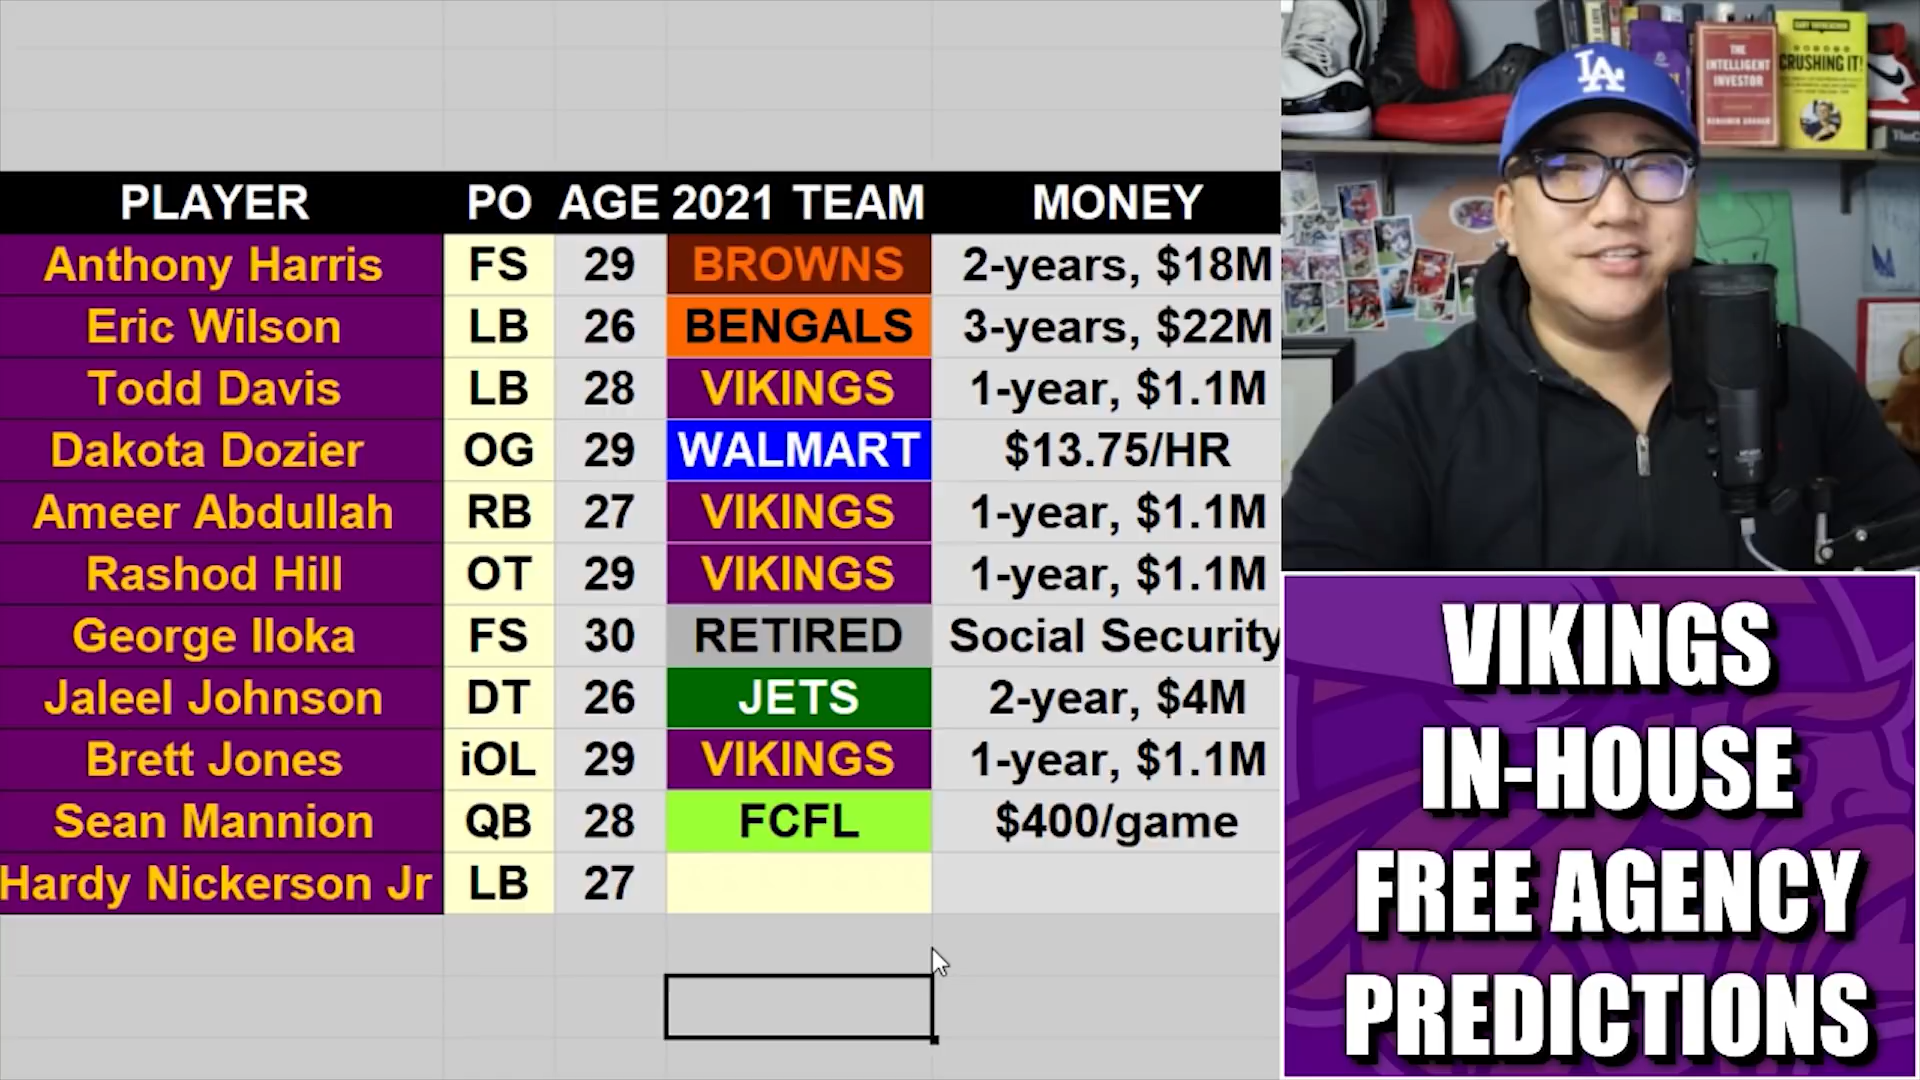 PLAYER PO AGE 2021 TEAM MONEY
Anthony Harris FS 29 BROWNS 2-years, $18M
Eric Wilson LB 26 BENGALS 3-years, $22M
Todd Davis LB 28 VIKINGS 1-year, $1.1M
Dakota Dozier OG 29 WALMART $13.75/HR
Ameer Abdullah RB 27 VIKINGS 1-year, $1.1M
Rashod Hill OT 29 VIKINGS 1-year, $1.1M
George Iloka FS 30 RETIRED Social Security
Jaleel Johnson DT 26 JETS 2-year, $4M
Brett Jones iOL 29 VIKINGS 1-year, $1.1M
Sean Mannion QB 28 FCFL $400/game
Hardy Nickerson Jr LB 27
LA
THE
INTELLIGENT
INVESTOR
BENJAMIN GRAHAM
GARY VAYNERCHUK
CRUSHING IT!
VIKINGS
IN-HOUSE
FREE AGENCY
PREDICTIONS